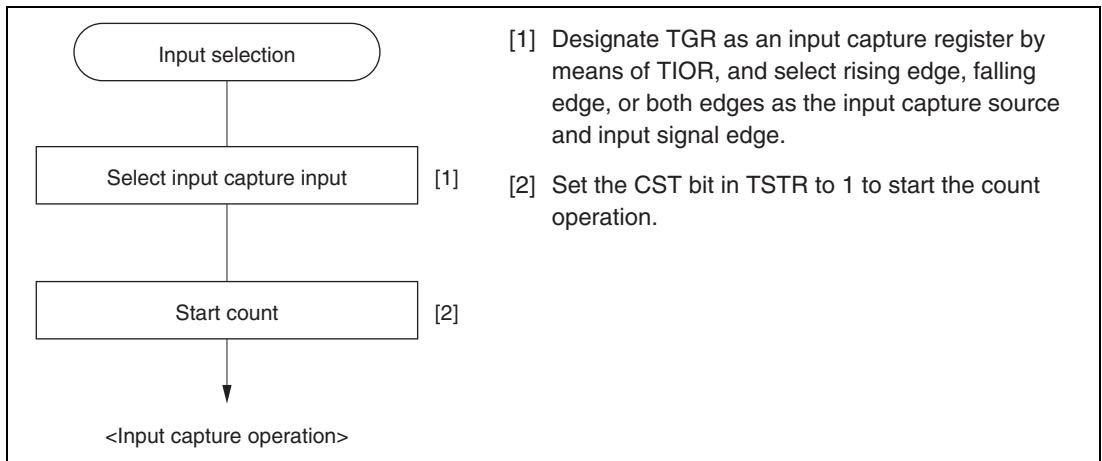 Input selection
Select input capture input
[1]
Start count
[2]
<Input capture operation>
[1] Designate TGR as an input capture register by
means of TIOR, and select rising edge, falling
edge, or both edges as the input capture source
and input signal edge.
[2] Set the CST bit in TSTR to 1 to start the count
operation.